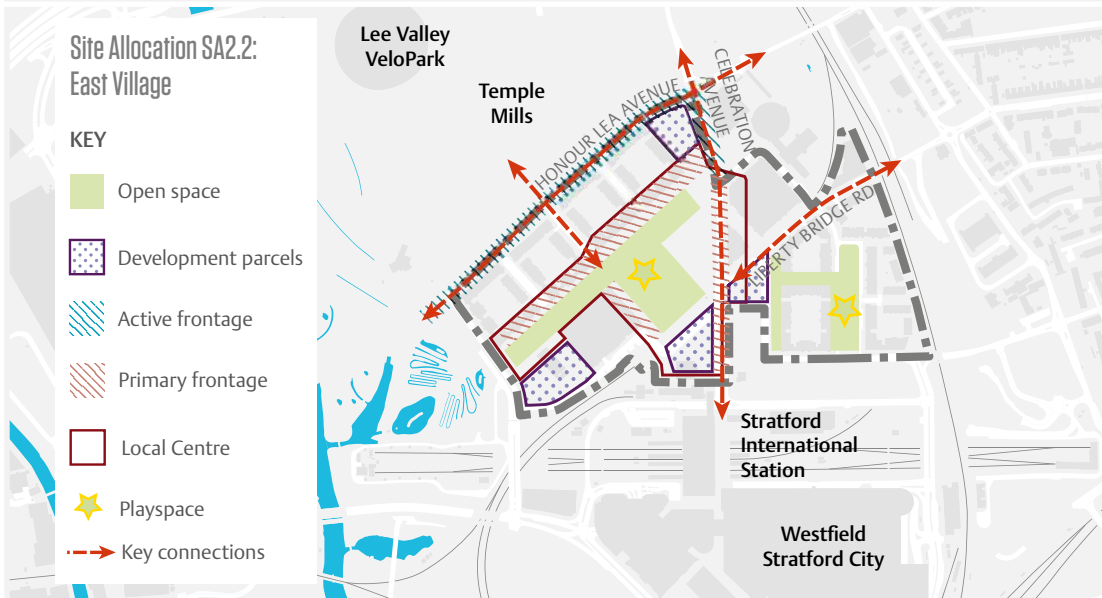 Site Allocation SA2.2:
East Village
KEY
Open space
Development parcels
Active frontage
Primary frontage
Local Centre
Playspace
Key connections
Lee Valley
VeloPark
Temple
Mills
HONOUR LEA AVENUE
CELEBRATION
AVENUE
LIBERTY BRIDGE RD
Stratford
International
Station
Westfield
Stratford City